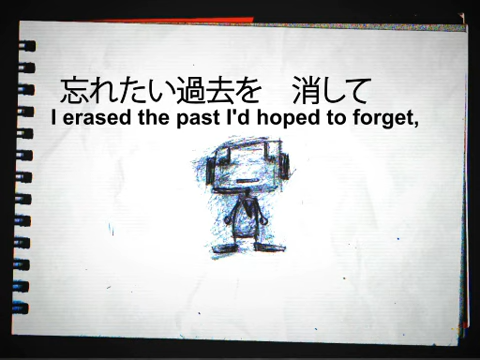 忘れたい過去を　消して
I erased the past I'd hoped to forget,